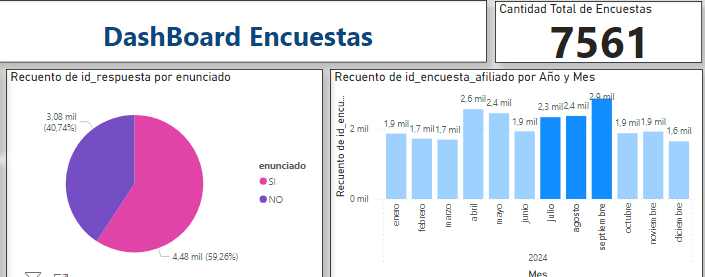 DashBoard Encuestas
Cantidad Total de Encuestas
7561
Recuento de id_respuesta por enunciado
3,08 mil
(40,74%)
4,48 mil (59,26%)
enunciado
SI
NO
Recuento de id_encuesta_afiliado por Año y Mes
Recuento de id_encu...
2 mil
0 mil
1,9 mil
1,7 mil
1,7 mil
2,6 mil
2,4 mil
1,9 mil
2,3 mil
2,4 mil
2,9 mil
1,9 mil
1,9 mil
1,6 mil
enero
febrero
marzo
abril
mayo
junio
julio
agosto
septiembre
octubre
noviembre
diciembre
2024
Mes